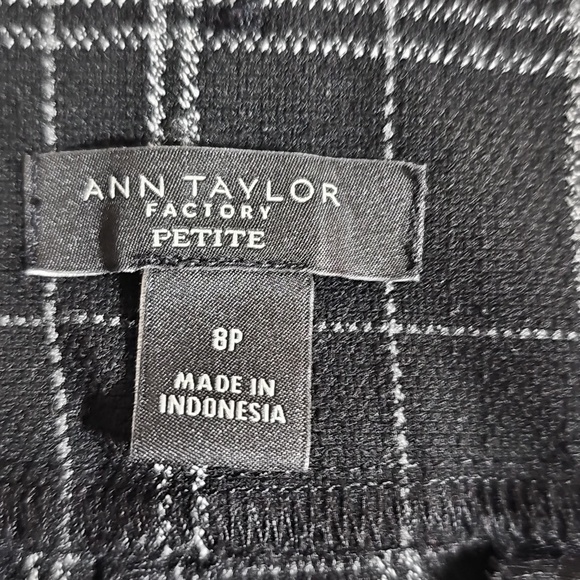 ANN TAYLOR
FACTORY
PETITE
8P
MADE IN
INDONESIA